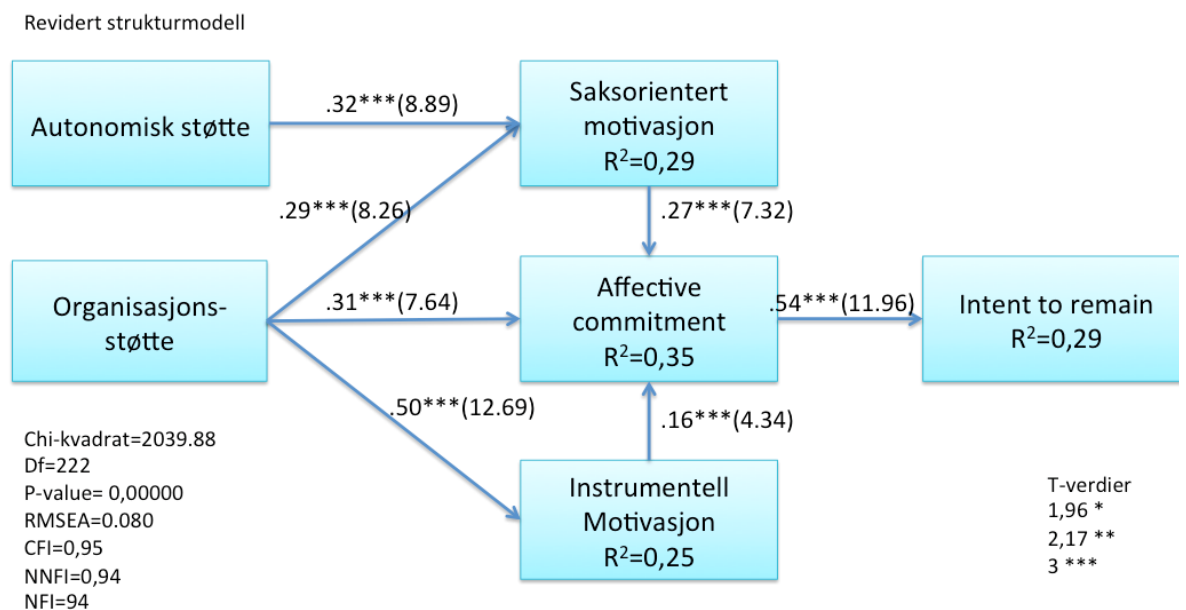 Revidert strukturmodell
Autonomisk støtte
.32***(8.89)
Saksorientert
motivasjon
R²=0,29
.29***(8.26)
.27***(7.32)
Organisasjons-
støtte
.31***(7.64)
Affective
commitment
R²=0,35
.54***(11.96)
Intent to remain
R²=0,29
.50***(12.69)
.16***(4.34)
Instrumentell
Motivasjon
R²=0,25
Chi-kvadrat=2039.88
Df=222
P-value= 0,00000
RMSEA=0.080
CFI=0,95
NNFI=0,94
NFI=94
T-verdier
1,96 *
2,17 **
3 ***